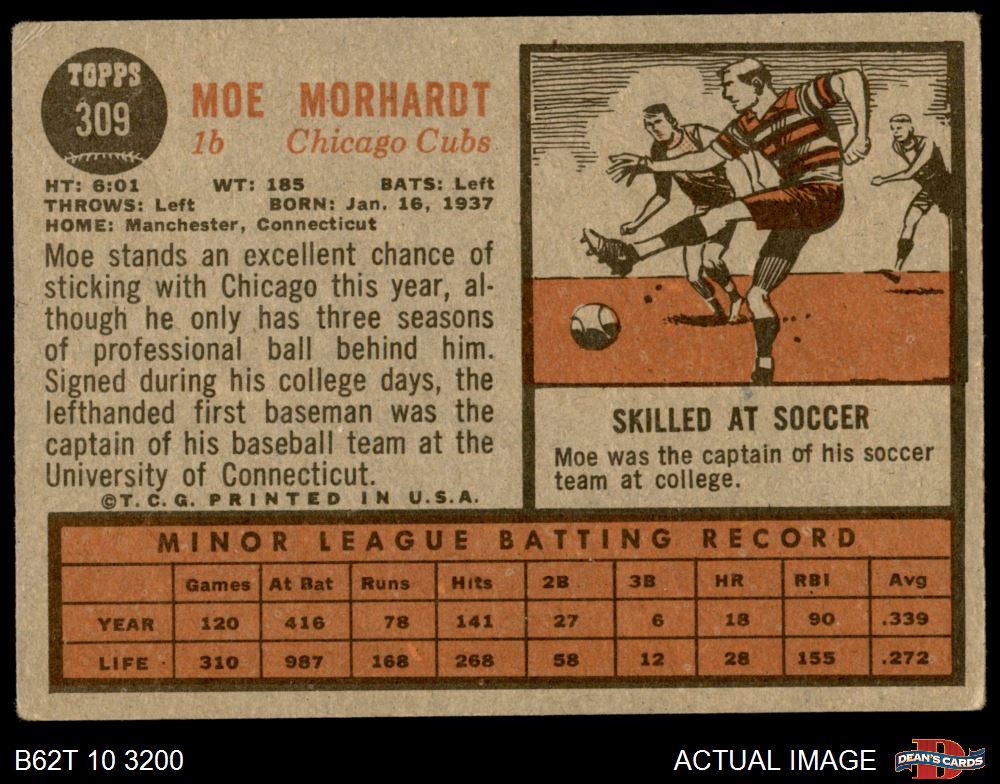 TOPPS
309
MOE MORHARDT
1b Chicago Cubs
HT: 6:01 WT: 185 BATS: Left
THROWS: Left BORN: Jan. 16, 1937
HOME: Manchester, Connecticut
Moe stands an excellent chance of
sticking with Chicago this year, al-
though he only has three seasons
of professional ball behind him.
Signed during his college days, the
lefthanded first baseman was the
captain of his baseball team at the
University of Connecticut.
©T.C.G. PRINTED IN U.S.A.
SKILLED AT SOCCER
Moe was the captain of his soccer
team at college.
MINOR LEAGUE BATTING RECORD
Games At Bat Runs Hits 2B 3B HR RBI Avg
YEAR 120 416 78 141 27 6 18 90 .339
LIFE 310 987 168 268 58 12 28 155 .272
B62T 10 3200
ACTUAL IMAGE
DEAN'S CARDS